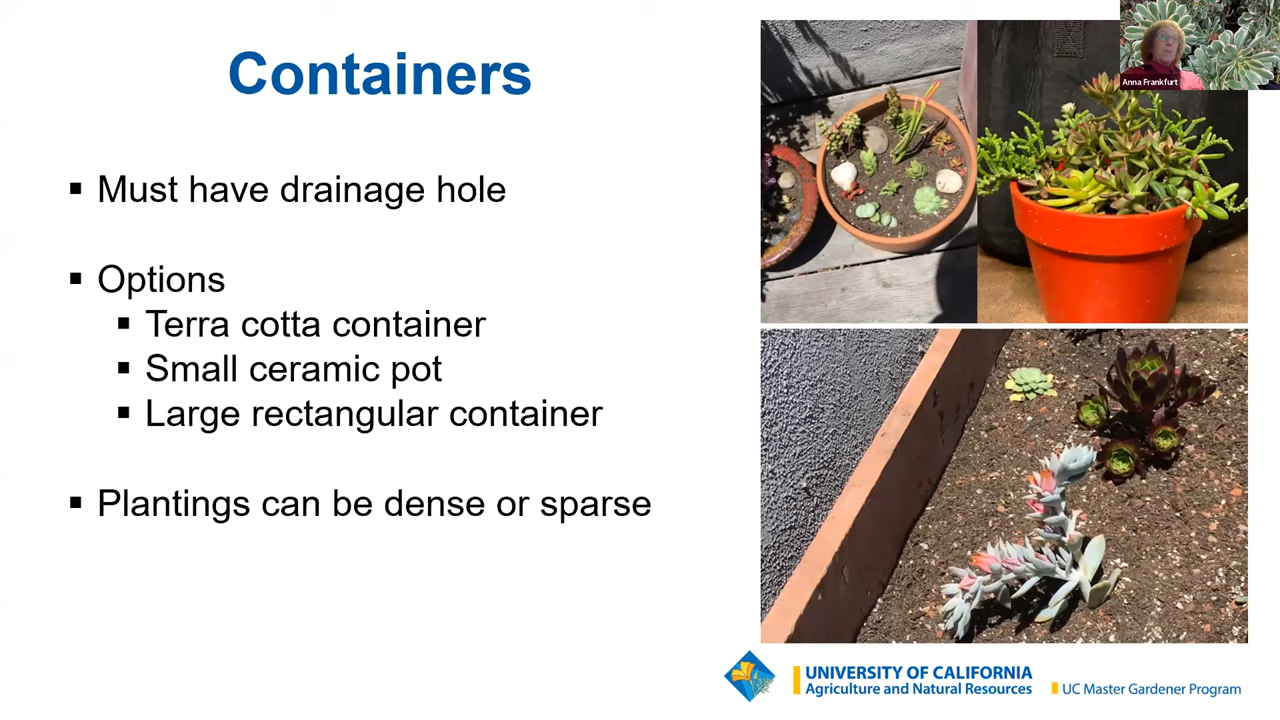 Containers
Anna Frankfurt
▪ Must have drainage hole
▪ Options
▪ Terra cotta container
▪ Small ceramic pot
▪ Large rectangular container
▪ Plantings can be dense or sparse
UNIVERSITY OF CALIFORNIA
Agriculture and Natural Resources
UC Master Gardener Program